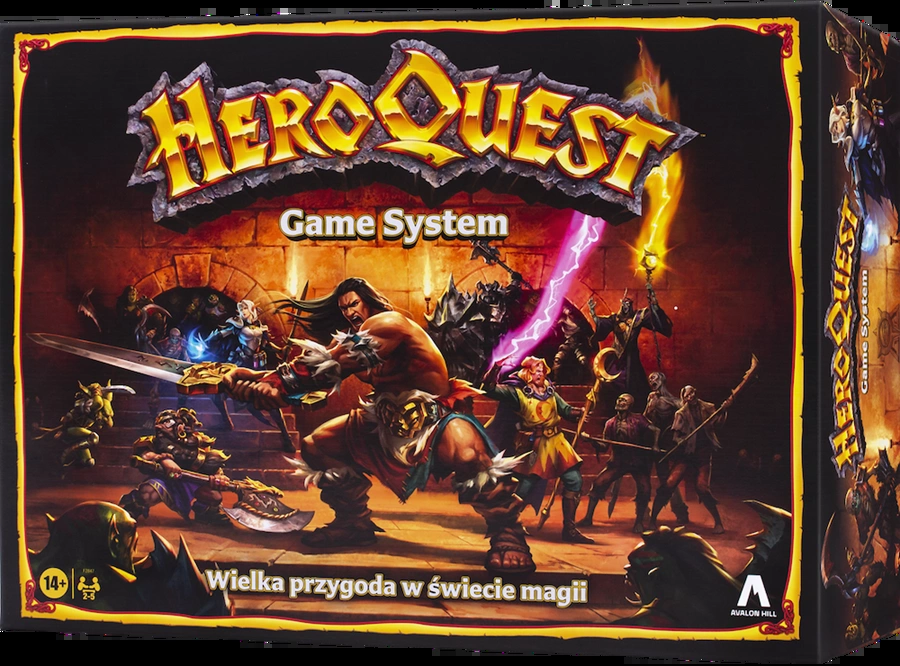 HEROQUEST
Game System
Wielka przygoda w świecie magii
14+
2-5
AVALON HILL
HEROQUEST
Game System